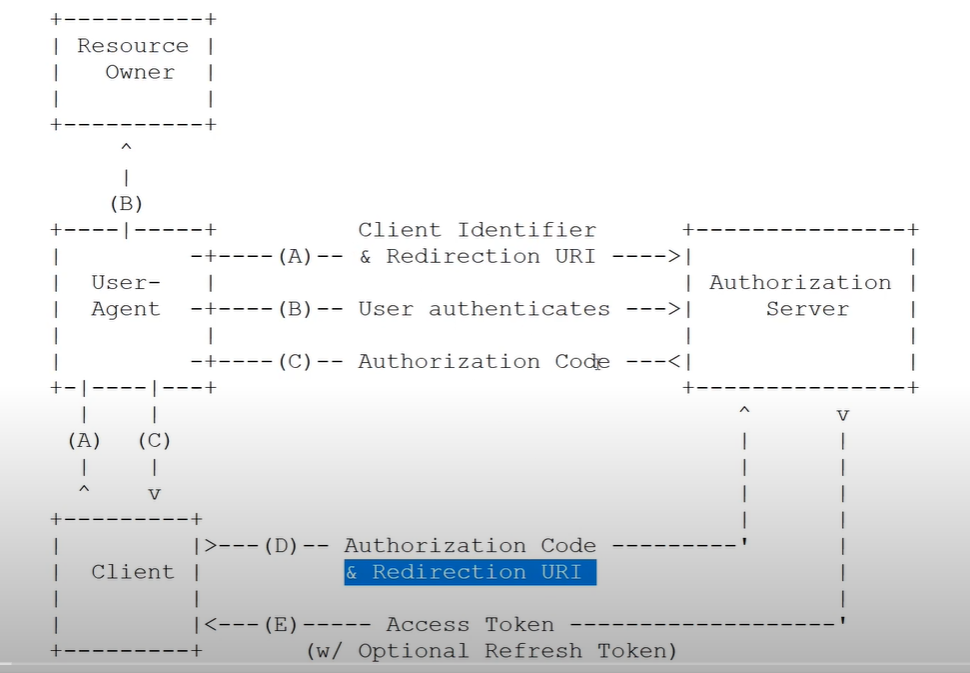 Resource
Owner
(B)
Client Identifier
(A) & Redirection URI
User-
Agent
Authorization
Server
(B) User authenticates
(C) Authorization Code
(A) (C)
(D) Authorization Code
& Redirection URI
Client
(E) Access Token
(w/ Optional Refresh Token)